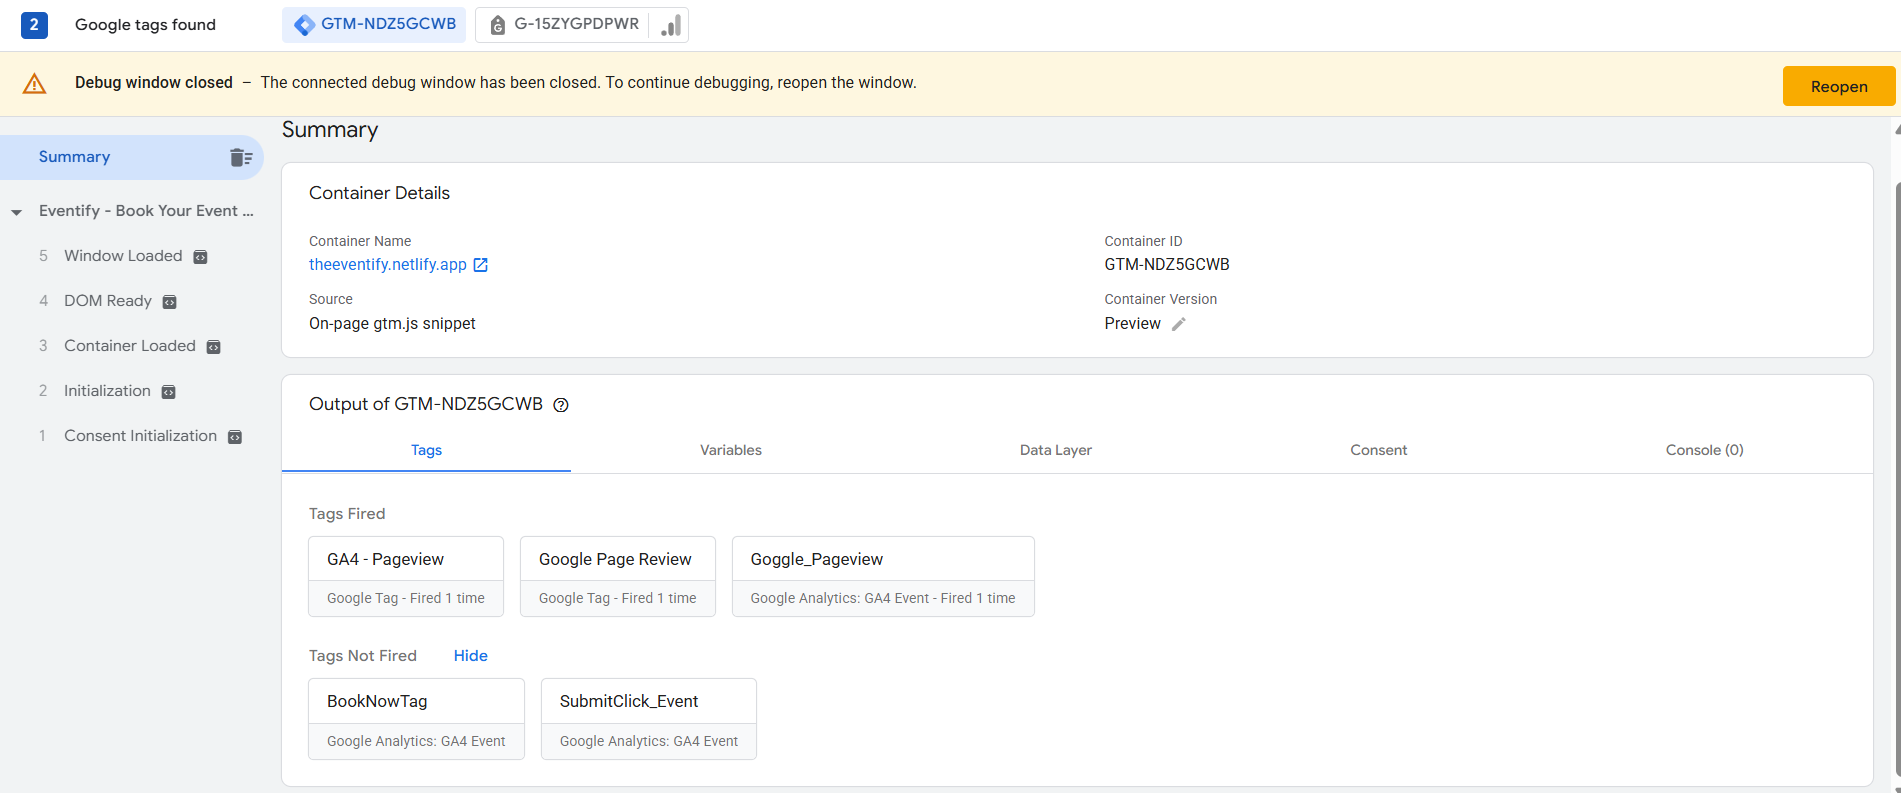 2 Google tags found GTM-NDZ5GCWB G-15ZYGPDPWR
Debug window closed – The connected debug window has been closed. To continue debugging, reopen the window. Reopen
Summary
Eventify - Book Your Event ...
5 Window Loaded
4 DOM Ready
3 Container Loaded
2 Initialization
1 Consent Initialization
Summary
Container Details
Container Name
theeventify.netlify.app
Container ID
GTM-NDZ5GCWB
Source
On-page gtm.js snippet
Container Version
Preview
Output of GTM-NDZ5GCWB
Tags Variables Data Layer Consent Console (0)
Tags Fired
GA4 - Pageview
Google Tag - Fired 1 time
Google Page Review
Google Tag - Fired 1 time
Goggle_Pageview
Google Analytics: GA4 Event - Fired 1 time
Tags Not Fired Hide
BookNowTag
Google Analytics: GA4 Event
SubmitClick_Event
Google Analytics: GA4 Event